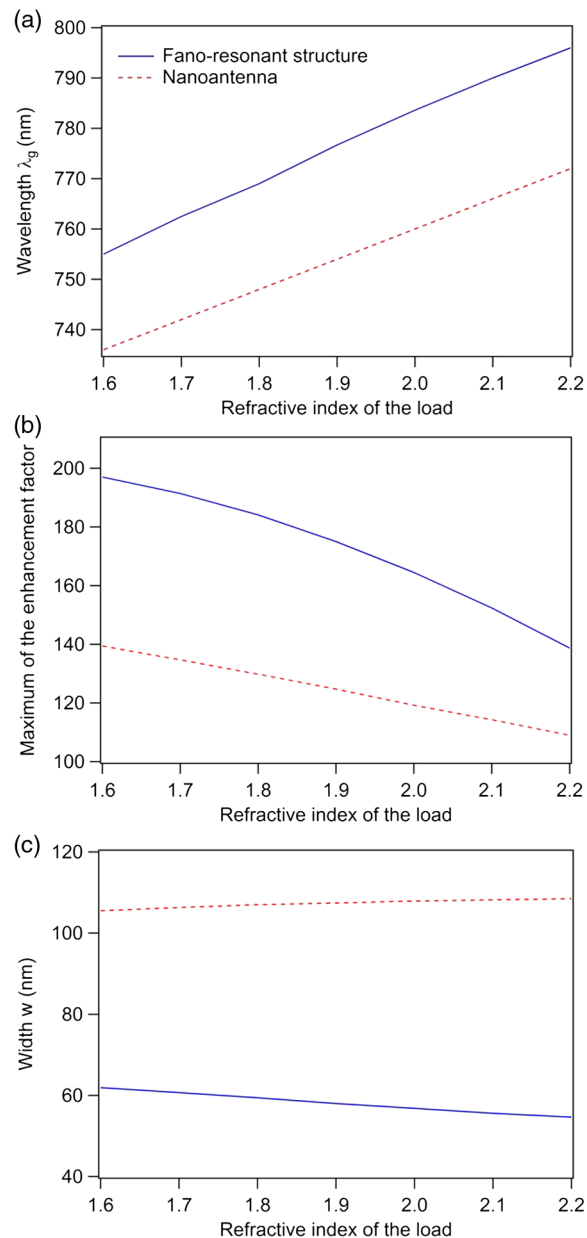 (a)
800
790
780
770
760
750
740
Wavelength λg (nm)
Fano-resonant structure
Nanoantenna
1.6 1.7 1.8 1.9 2.0 2.1 2.2
Refractive index of the load
(b)
200
180
160
140
120
100
Maximum of the enhancement factor
1.6 1.7 1.8 1.9 2.0 2.1 2.2
Refractive index of the load
(c)
120
100
80
60
40
Width w (nm)
1.6 1.7 1.8 1.9 2.0 2.1 2.2
Refractive index of the load